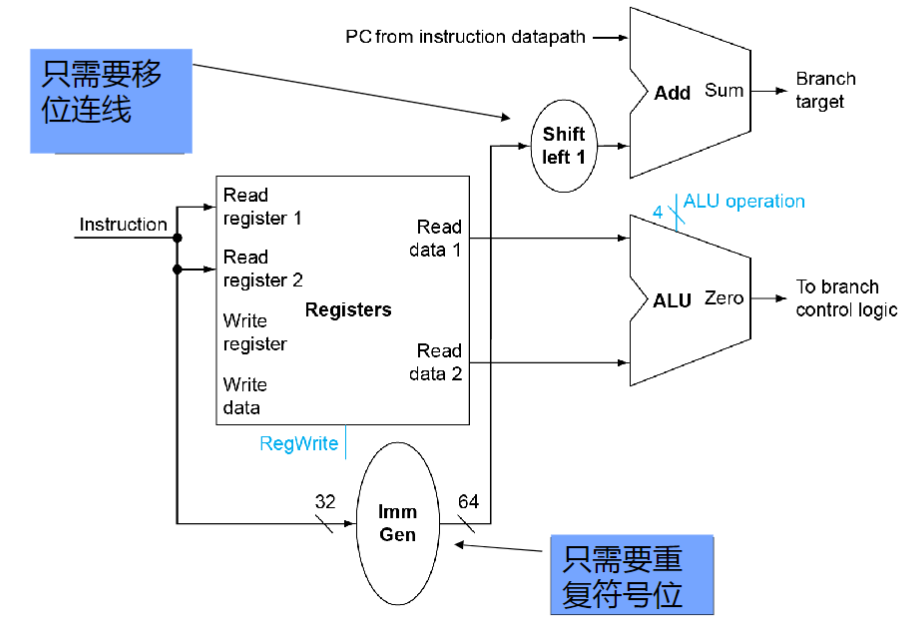 PC from instruction datapath
只需要移
位连线
Add
Sum
Branch
target
Shift
left 1
Read
register 1
Instruction
Read
data 1
4
ALU operation
Read
register 2
Registers
ALU
Zero
To branch
control logic
Write
register
Read
data 2
Write
data
RegWrite
32
Imm
Gen
64
只需要重
复符号位